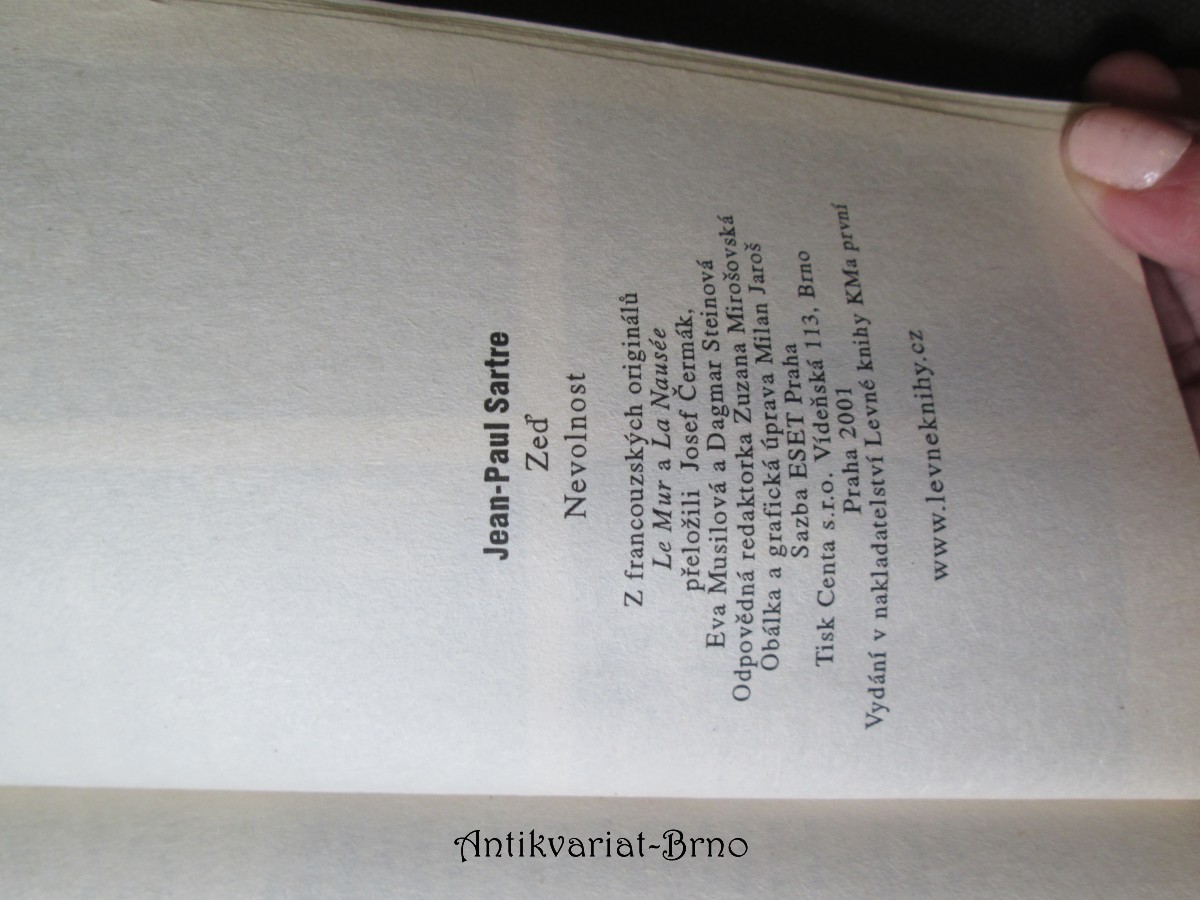 Jean-Paul Sartre
Zeď
Nevolnost
Z francouzských originálů
Le Mur a La Nausée
přeložili Josef Čermák,
Eva Musilová a Dagmar Steinová
Odpovědná redaktorka Zuzana Mirošovská
Obálka a grafická úprava Milan Jaroš
Sazba ESET Praha
Tisk Centa s.r.o. Vídeňská 113, Brno
Praha 2001
Vydání v nakladatelství Levné knihy KMa první
www.levneknihy.cz
Antikvariat-Brno